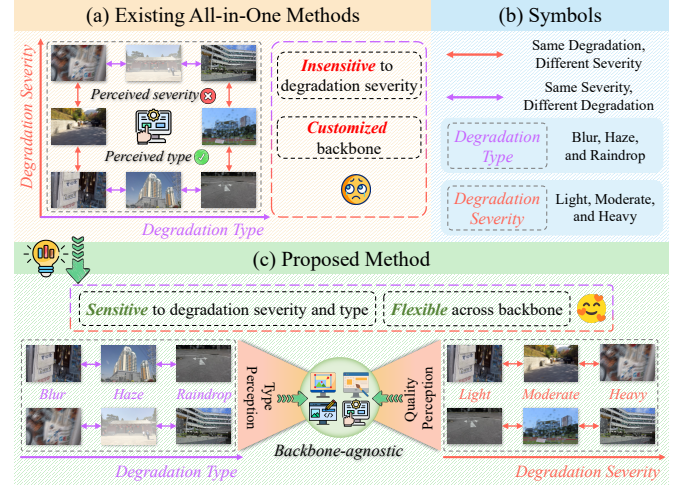 (a) Existing All-in-One Methods
Degradation Severity
Perceived severity
Perceived type
Degradation Type
Insensitive to
degradation severity
Customized
backbone
(b) Symbols
Same Degradation,
Different Severity
Same Severity,
Different Degradation
Degradation
Type
Blur, Haze,
and Raindrop
Degradation
Severity
Light, Moderate,
and Heavy
(c) Proposed Method
Sensitive to degradation severity and type
Flexible across backbone
Blur
Haze
Raindrop
Degradation Type
Type
Perception
Backbone-agnostic
Quality
Perception
Light
Moderate
Heavy
Degradation Severity